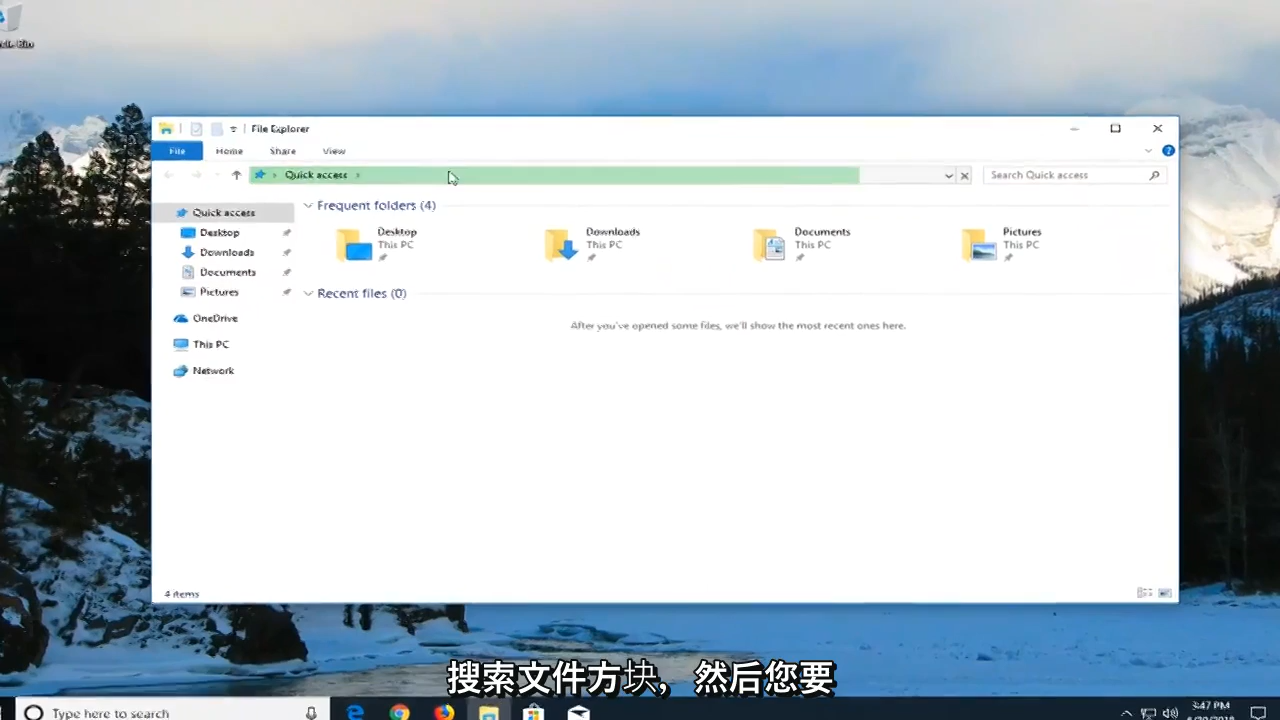 File Explorer
File
Home
Share
View
Quick access
Search Quick access
Quick access
Desktop
Downloads
Documents
Pictures
OneDrive
This PC
Network
Frequent folders (4)
Desktop
This PC
Downloads
This PC
Documents
This PC
Pictures
This PC
Recent files (0)
After you've opened some files, we'll show the most recent ones here.
4 items
搜索文件方块，然后您要
Type here to search
3:47 PM